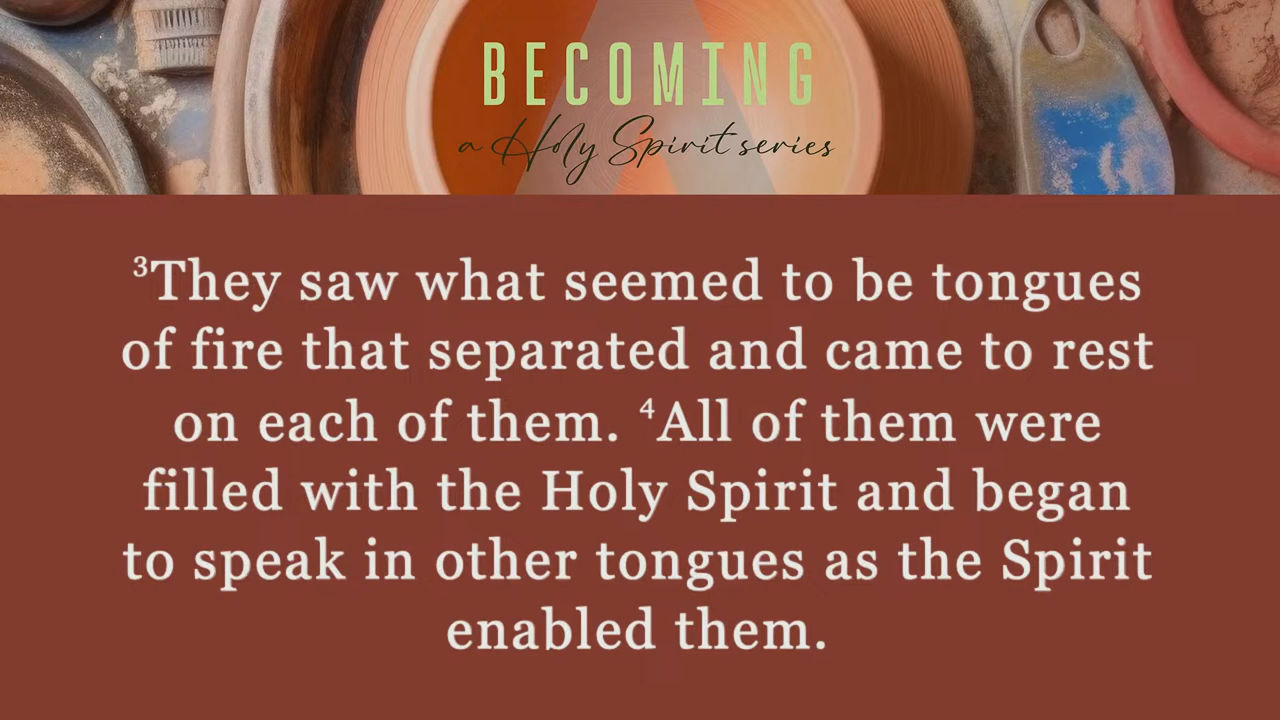 BECOMING
a Holy Spirit series
³They saw what seemed to be tongues
of fire that separated and came to rest
on each of them. ⁴All of them were
filled with the Holy Spirit and began
to speak in other tongues as the Spirit
enabled them.